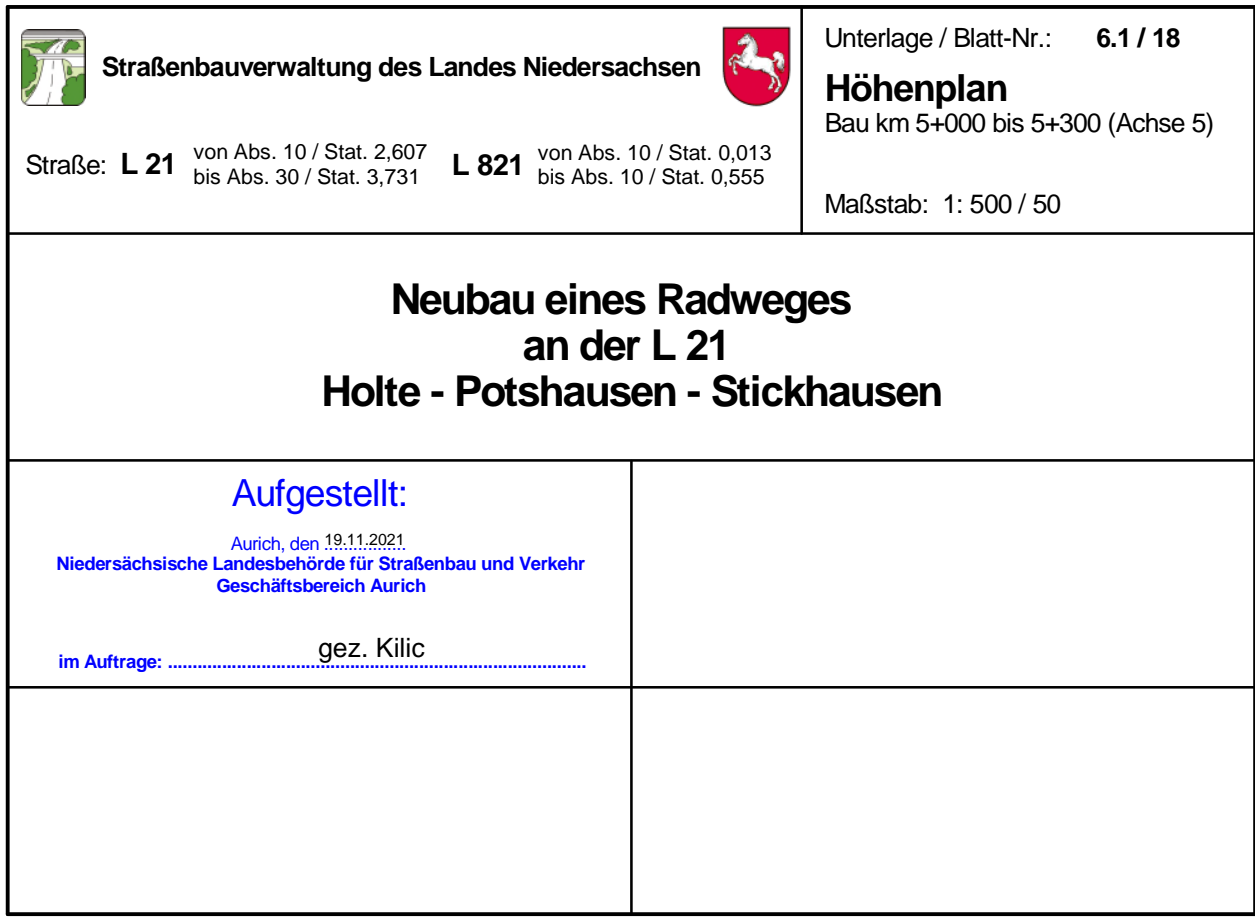 Straßenbauverwaltung des Landes Niedersachsen
Straße: L 21 von Abs. 10 / Stat. 2,607 L 821 von Abs. 10 / Stat. 0,013
bis Abs. 30 / Stat. 3,731 bis Abs. 10 / Stat. 0,555
Unterlage / Blatt-Nr.: 6.1 / 18
Höhenplan
Bau km 5+000 bis 5+300 (Achse 5)
Maßstab: 1: 500 / 50
Neubau eines Radweges
an der L 21
Holte - Potshausen - Stickhausen
Aufgestellt:
Aurich, den 19.11.2021
Niedersächsische Landesbehörde für Straßenbau und Verkehr
Geschäftsbereich Aurich
gez. Kilic
im Auftrage: ......................................................................................